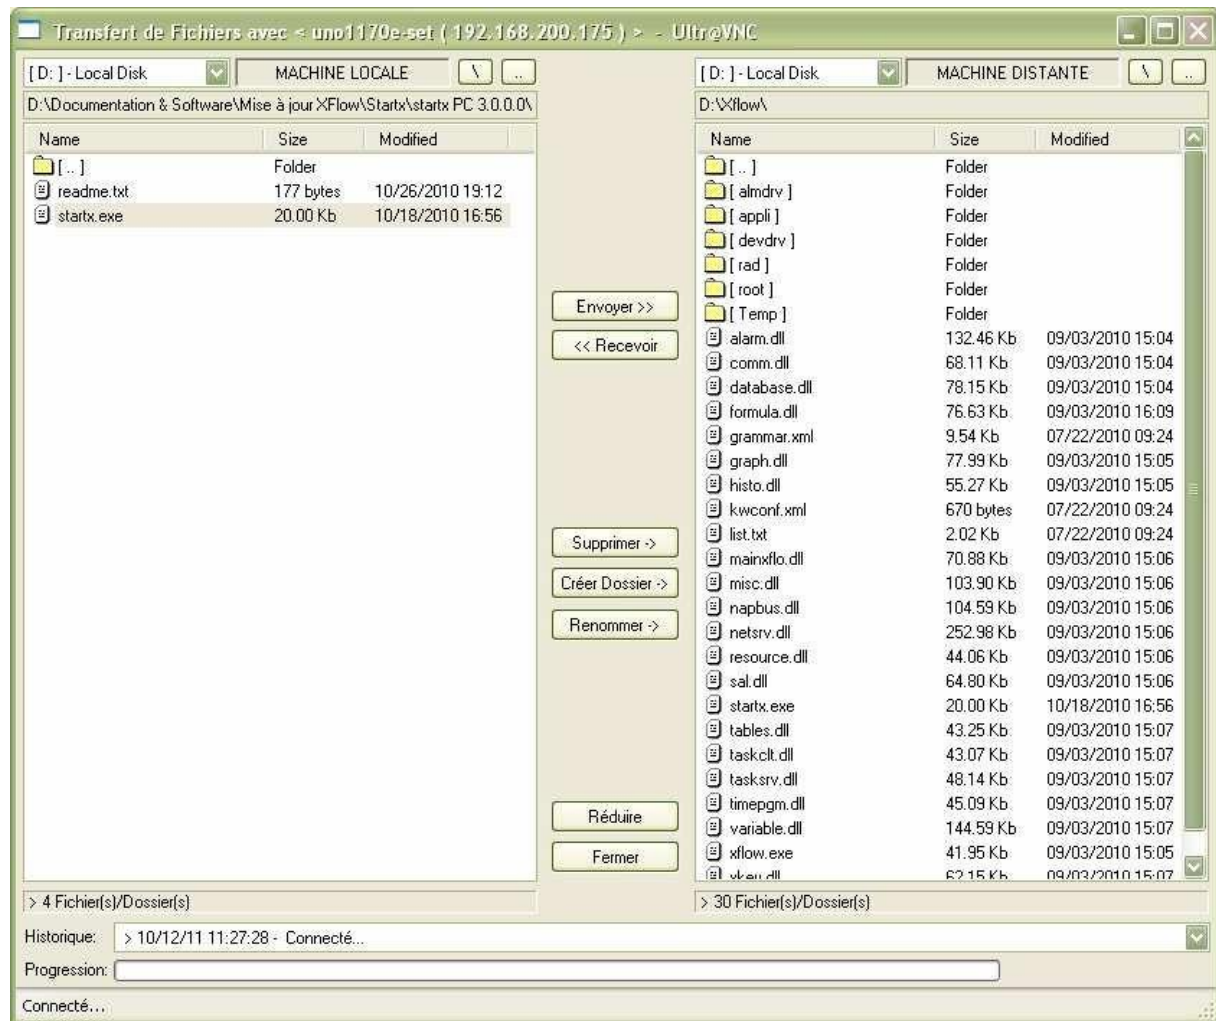 Transfert de Fichiers avec < uno1170e-set ( 192.168.200.175 ) > - Ultr@VNC
[ D: ] - Local Disk MACHINE LOCALE \ ..
D:\Documentation & Software\Mise à jour XFlow\Startx\startx PC 3.0.0.0\
Name Size Modified
[ .. ] Folder
readme.txt 177 bytes 10/26/2010 19:12
startx.exe 20.00 Kb 10/18/2010 16:56
> 4 Fichier(s)/Dossier(s)
Envoyer >>
<< Recevoir
Supprimer ->
Créer Dossier ->
Renommer ->
Réduire
Fermer
[ D: ] - Local Disk MACHINE DISTANTE \ ..
D:\Xflow\
Name Size Modified
[ .. ] Folder
[ almdrv ] Folder
[ appli ] Folder
[ devdrv ] Folder
[ rad ] Folder
[ root ] Folder
[ Temp ] Folder
alarm.dll 132.46 Kb 09/03/2010 15:04
comm.dll 68.11 Kb 09/03/2010 15:04
database.dll 78.15 Kb 09/03/2010 15:04
formula.dll 76.63 Kb 09/03/2010 16:09
grammar.xml 9.54 Kb 07/22/2010 09:24
graph.dll 77.99 Kb 09/03/2010 15:05
histo.dll 55.27 Kb 09/03/2010 15:05
kwconf.xml 670 bytes 07/22/2010 09:24
list.txt 2.02 Kb 07/22/2010 09:24
mainxflo.dll 70.88 Kb 09/03/2010 15:06
misc.dll 103.90 Kb 09/03/2010 15:06
napbus.dll 104.59 Kb 09/03/2010 15:06
netsrv.dll 252.98 Kb 09/03/2010 15:06
resource.dll 44.06 Kb 09/03/2010 15:06
sal.dll 64.80 Kb 09/03/2010 15:06
startx.exe 20.00 Kb 10/18/2010 16:56
tables.dll 43.25 Kb 09/03/2010 15:07
taskclt.dll 43.07 Kb 09/03/2010 15:07
tasksrv.dll 48.14 Kb 09/03/2010 15:07
timepgm.dll 45.09 Kb 09/03/2010 15:07
variable.dll 144.59 Kb 09/03/2010 15:07
xflow.exe 41.95 Kb 09/03/2010 15:05
62.15 Kb 09/03/2010 15:07
> 30 Fichier(s)/Dossier(s)
Historique: > 10/12/11 11:27:28 - Connecté...
Progression:
Connecté...